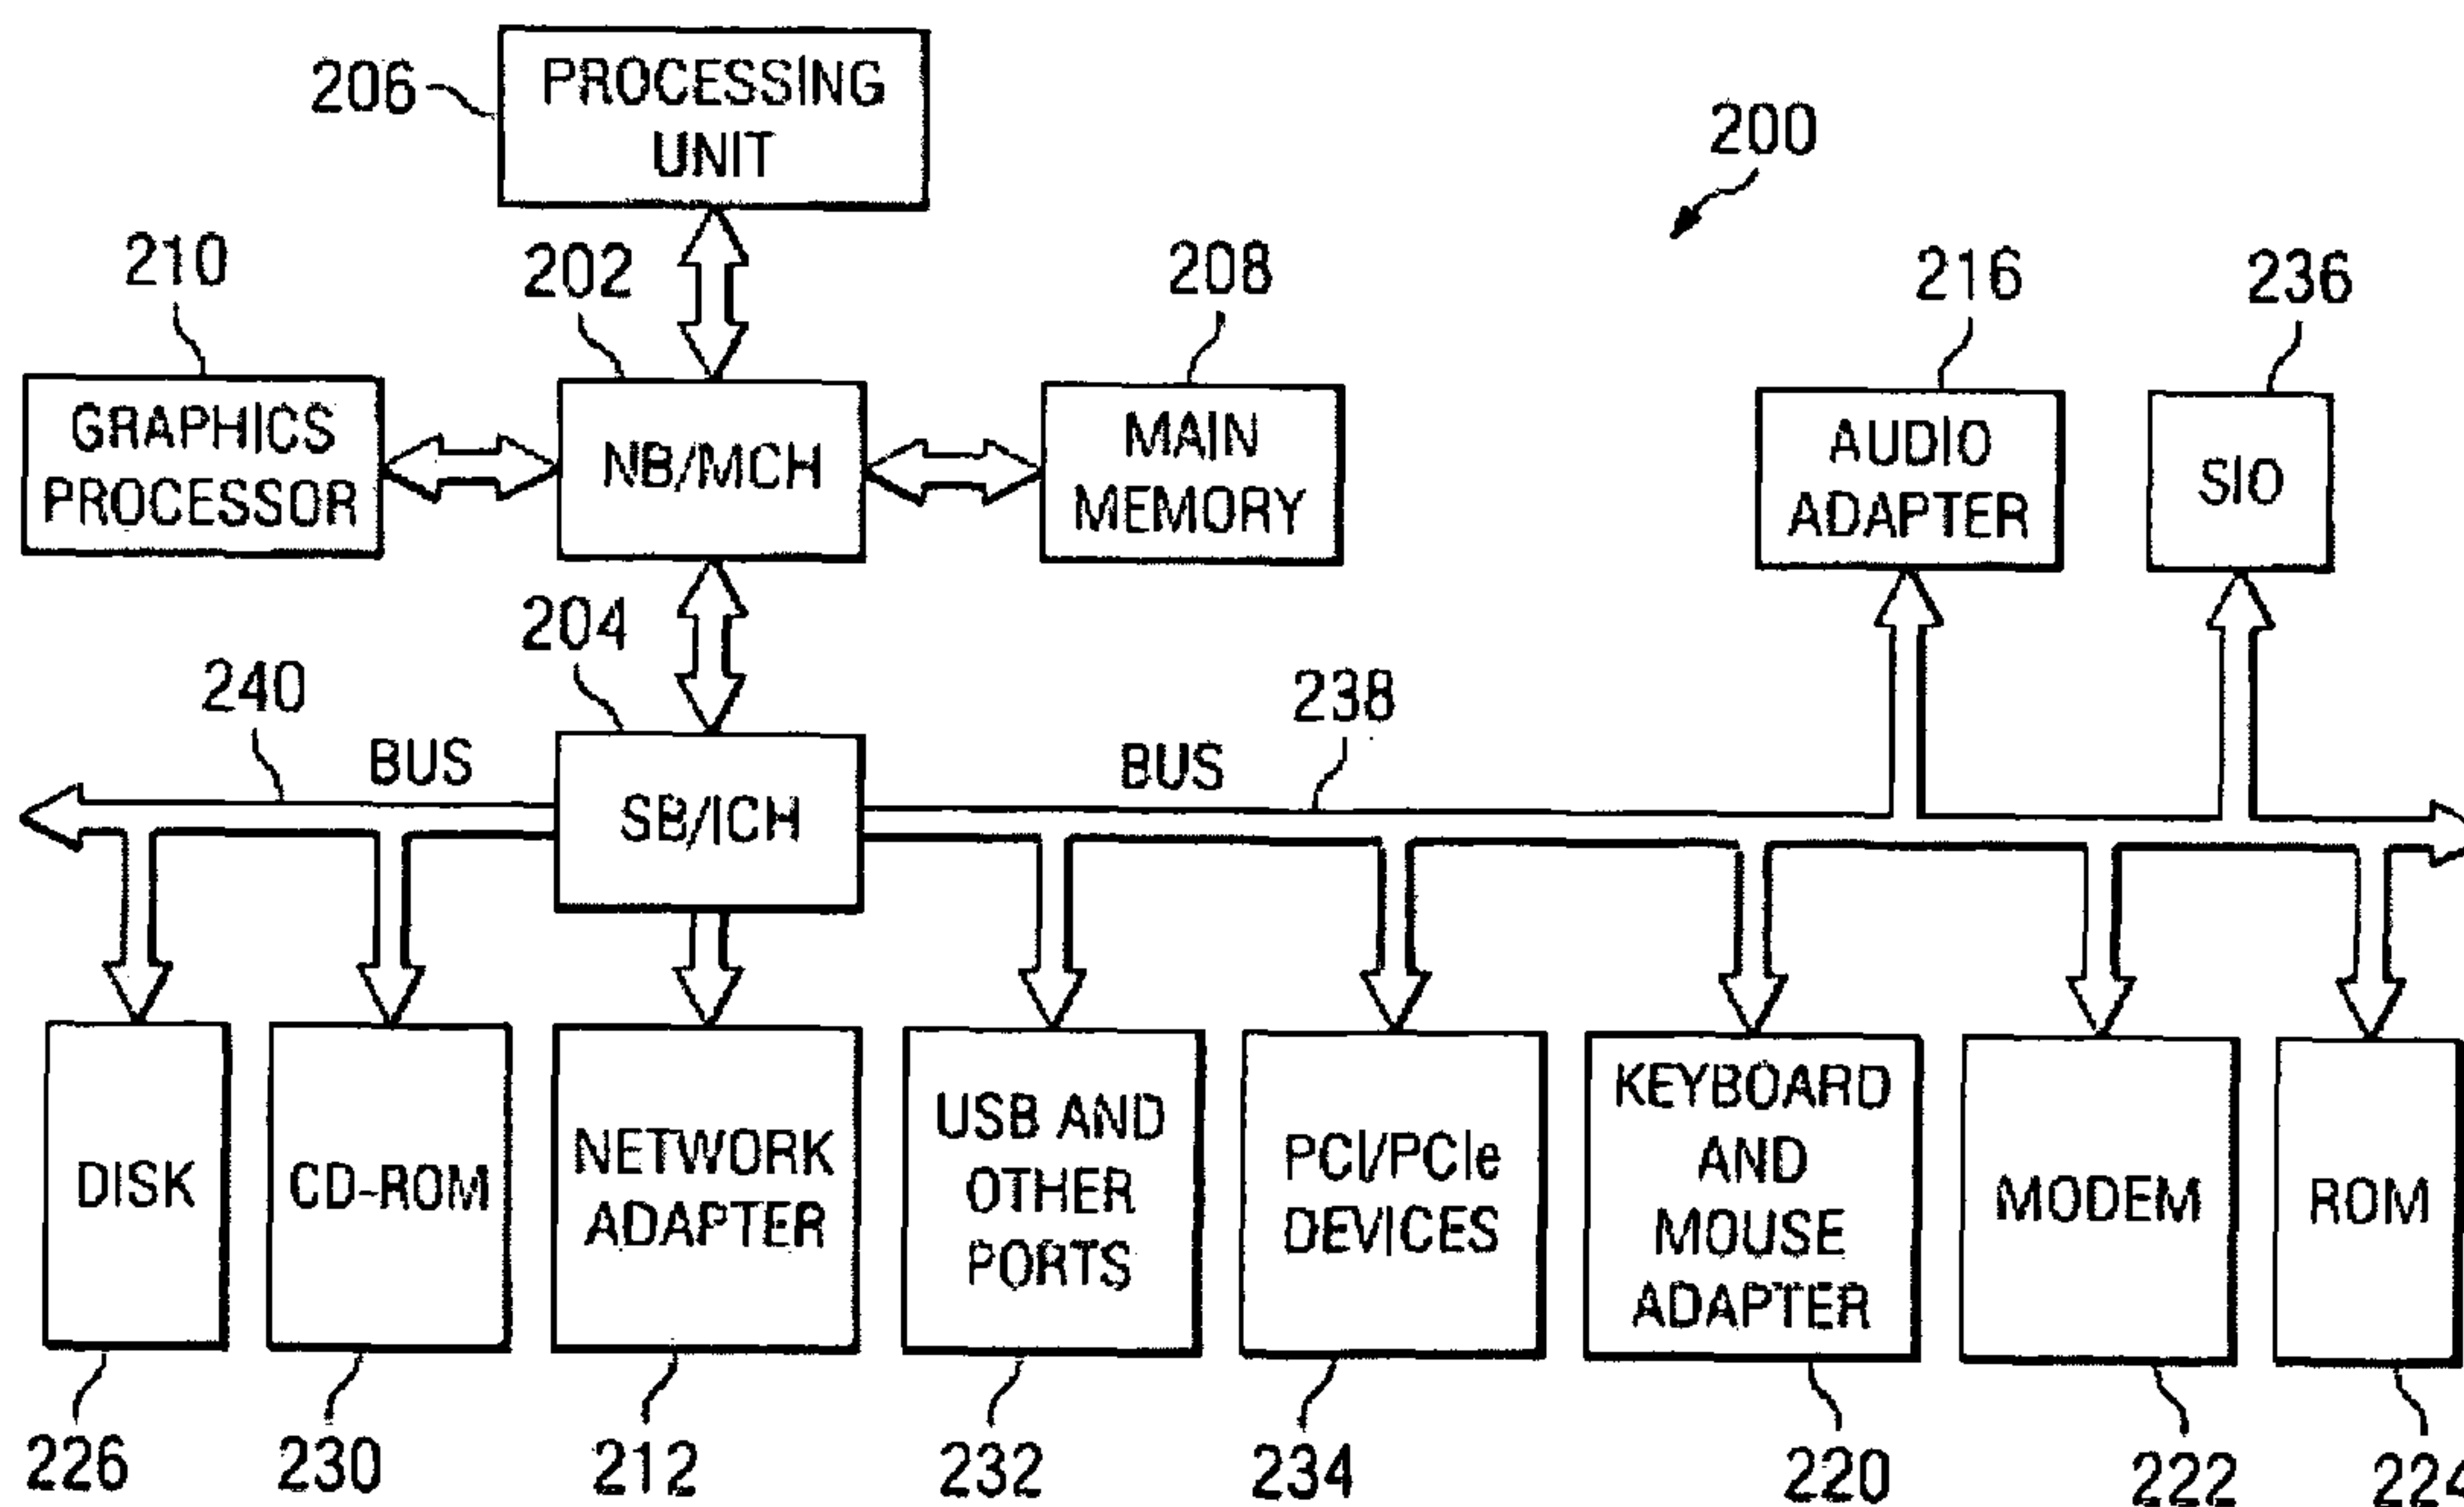 206
PROCESSING
UNIT
200
210
202
208
216
236
GRAPHICS
PROCESSOR
NB/MCH
MAIN
MEMORY
AUDIO
ADAPTER
SIO
204
240
BUS
238
BUS
SB/ICH
DISK
CD-ROM
NETWORK
ADAPTER
USB AND
OTHER
PORTS
PCI/PCIe
DEVICES
KEYBOARD
AND
MOUSE
ADAPTER
MODEM
ROM
226
230
212
232
234
220
222
224